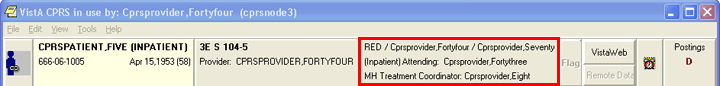 VistA CPRS in use by: Cprsprovider,Fortyfour (cprsnode3)
File Edit View Tools Help
CPRSPATIENT,FIVE (INPATIENT)
666-06-1005 Apr 15,1953 (58)
3E S 104-5
Provider: CPRSPROVIDER,FORTYFOUR
RED / Cprsprovider,Fortyfour / Cprsprovider,Seventy
(Inpatient) Attending: Cprsprovider,Fortythree
MH Treatment Coordinator: Cprsprovider,Eight
Flag
VistaWeb
Remote Data
Postings
D